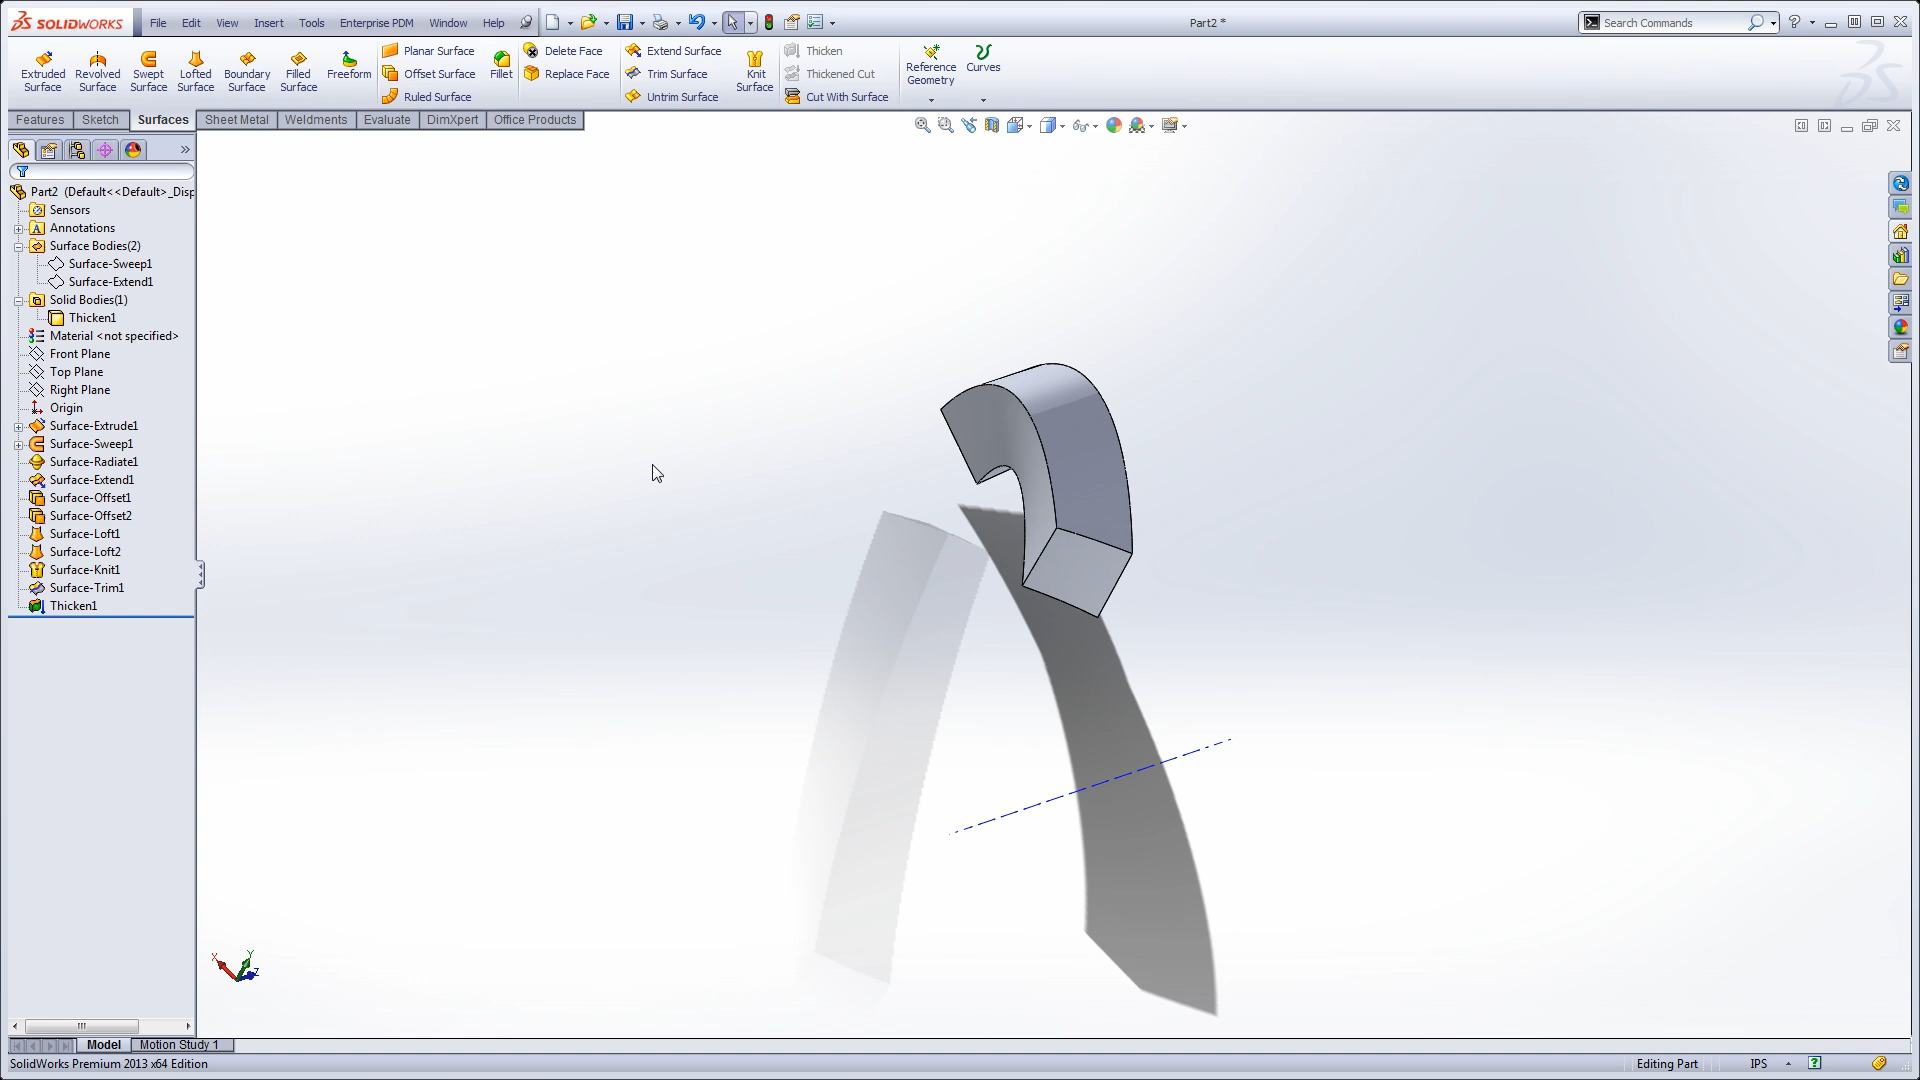 SOLIDWORKS File Edit View Insert Tools Enterprise PDM Window Help Part2 * Search Commands
Extruded Surface
Revolved Surface
Swept Surface
Lofted Surface
Boundary Surface
Filled Surface
Freeform
Planar Surface
Offset Surface
Ruled Surface
Fillet
Delete Face
Replace Face
Extend Surface
Trim Surface
Untrim Surface
Knit Surface
Thicken
Thickened Cut
Cut With Surface
Reference Geometry
Curves
Features Sketch Surfaces Sheet Metal Weldments Evaluate DimXpert Office Products
Part2 (Default<<Default>_Disp
Sensors
Annotations
Surface Bodies(2)
Surface-Sweep1
Surface-Extend1
Solid Bodies(1)
Thicken1
Material <not specified>
Front Plane
Top Plane
Right Plane
Origin
Surface-Extrude1
Surface-Sweep1
Surface-Radiate1
Surface-Extend1
Surface-Offset1
Surface-Offset2
Surface-Loft1
Surface-Loft2
Surface-Knit1
Surface-Trim1
Thicken1
X Y Z
Model Motion Study 1
SolidWorks Premium 2013 x64 Edition Editing Part IPS